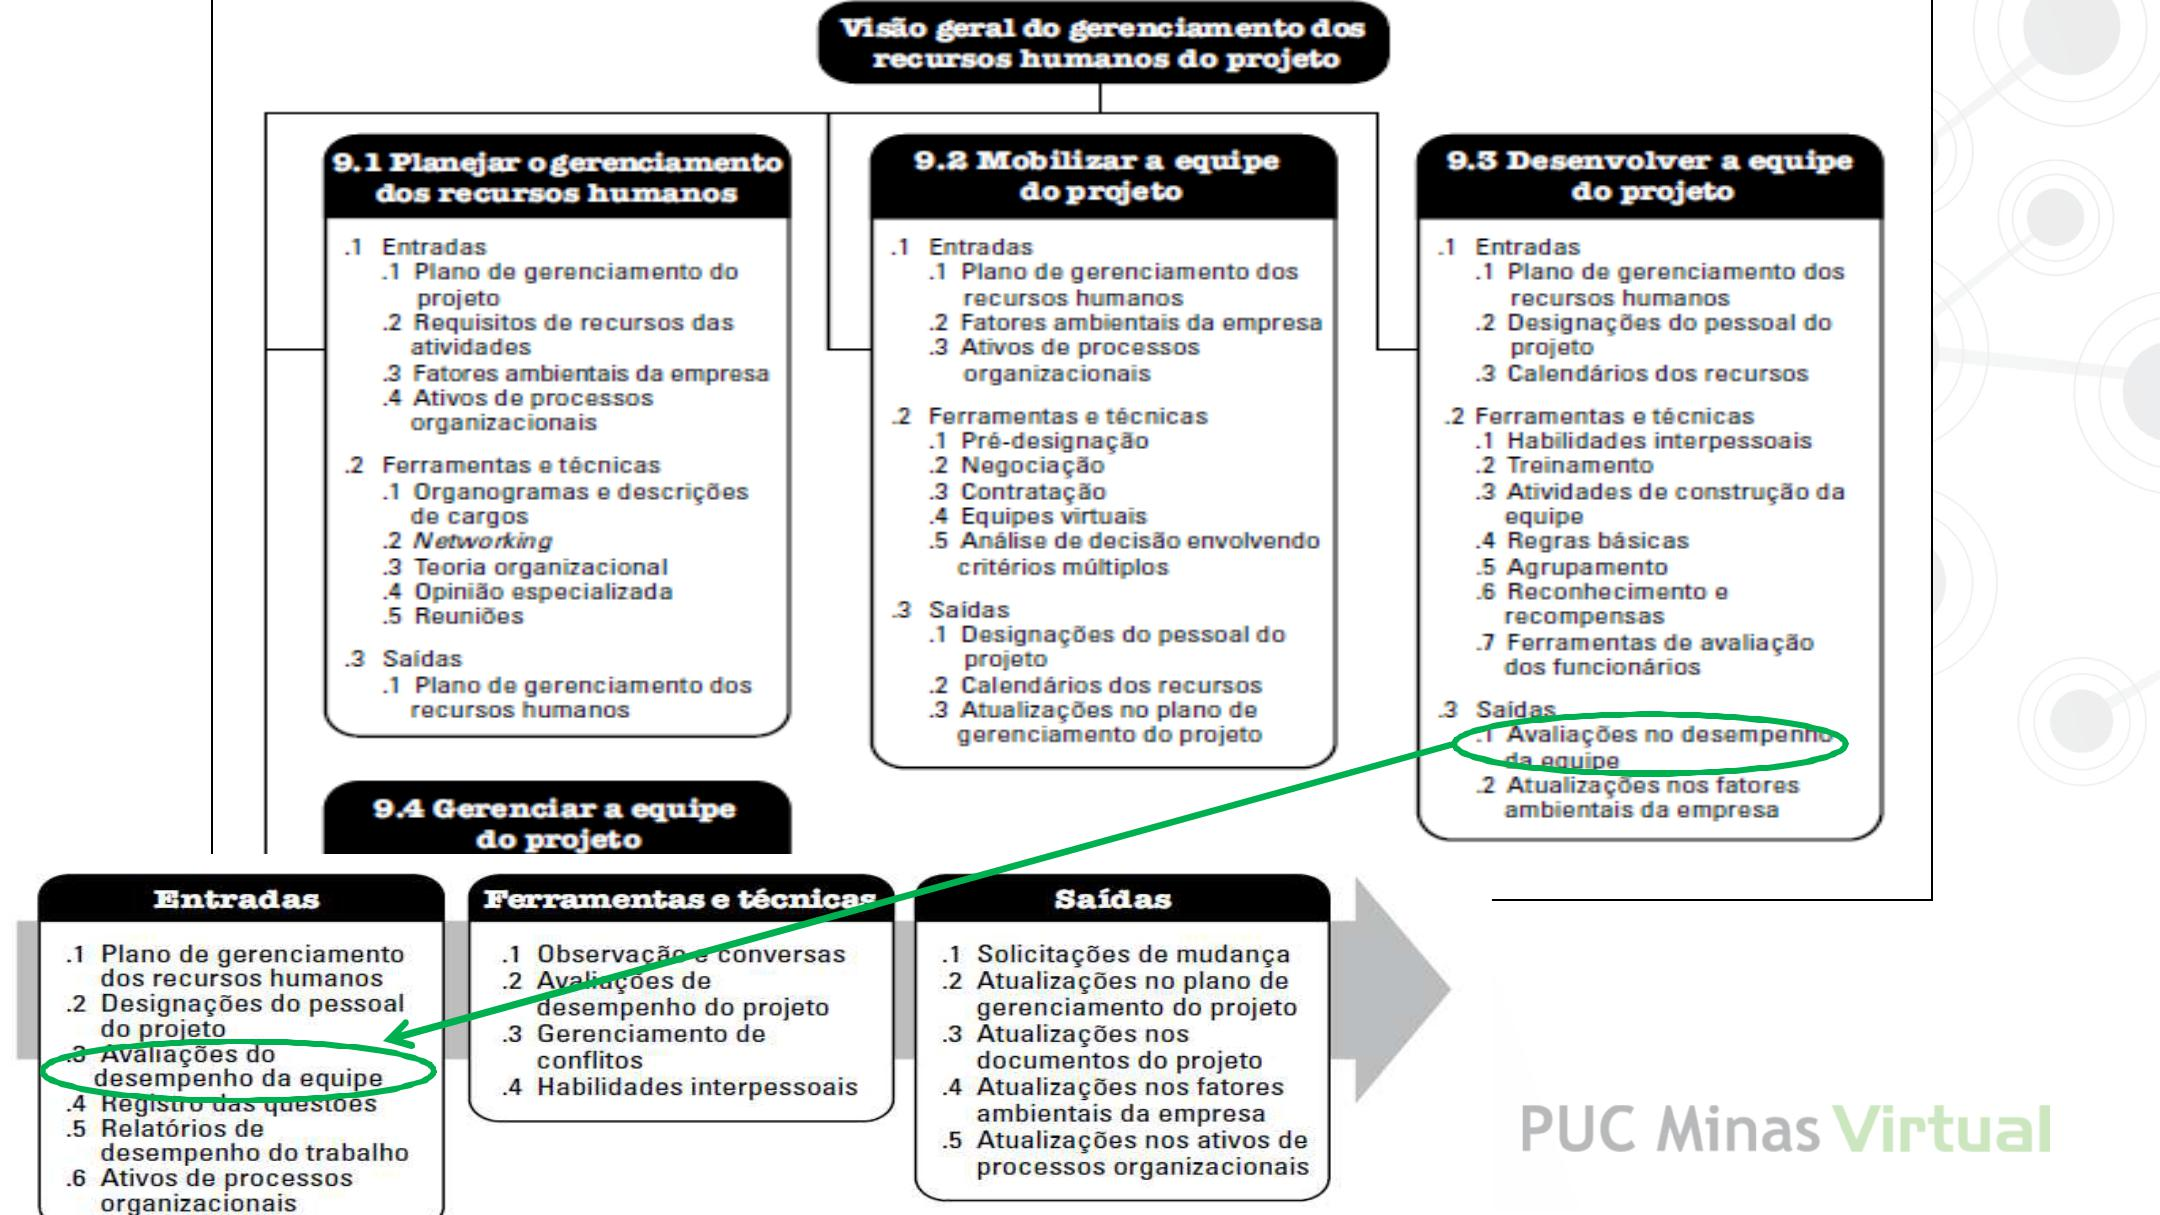 Visão geral do gerenciamento dos
recursos humanos do projeto
9.1 Planejar o gerenciamento
dos recursos humanos
.1 Entradas
.1 Plano de gerenciamento do
projeto
.2 Requisitos de recursos das
atividades
.3 Fatores ambientais da empresa
.4 Ativos de processos
organizacionais
.2 Ferramentas e técnicas
.1 Organogramas e descrições
de cargos
.2 Networking
.3 Teoria organizacional
.4 Opinião especializada
.5 Reuniões
.3 Saídas
.1 Plano de gerenciamento dos
recursos humanos
9.2 Mobilizar a equipe
do projeto
.1 Entradas
.1 Plano de gerenciamento dos
recursos humanos
.2 Fatores ambientais da empresa
.3 Ativos de processos
organizacionais
.2 Ferramentas e técnicas
.1 Pré-designação
.2 Negociação
.3 Contratação
.4 Equipes virtuais
.5 Análise de decisão envolvendo
critérios múltiplos
.3 Saídas
.1 Designações do pessoal do
projeto
.2 Calendários dos recursos
.3 Atualizações no plano de
gerenciamento do projeto
9.3 Desenvolver a equipe
do projeto
.1 Entradas
.1 Plano de gerenciamento dos
recursos humanos
.2 Designações do pessoal do
projeto
.3 Calendários dos recursos
.2 Ferramentas e técnicas
.1 Habilidades interpessoais
.2 Treinamento
.3 Atividades de construção da
equipe
.4 Regras básicas
.5 Agrupamento
.6 Reconhecimento e
recompensas
.7 Ferramentas de avaliação
dos funcionários
.3 Saídas
.1 Avaliações no desempenho
da equipe
.2 Atualizações nos fatores
ambientais da empresa
9.4 Gerenciar a equipe
do projeto
Entradas
.1 Plano de gerenciamento
dos recursos humanos
.2 Designações do pessoal
do projeto
.3 Avaliações do
desempenho da equipe
.4 Registro das questões
.5 Relatórios de
desempenho do trabalho
.6 Ativos de processos
organizacionais
Ferramentas e técnicas
.1 Observação e conversas
.2 Avaliações de
desempenho do projeto
.3 Gerenciamento de
conflitos
.4 Habilidades interpessoais
Saídas
.1 Solicitações de mudança
.2 Atualizações no plano de
gerenciamento do projeto
.3 Atualizações nos
documentos do projeto
.4 Atualizações nos fatores
ambientais da empresa
.5 Atualizações nos ativos de
processos organizacionais
PUC Minas Virtual